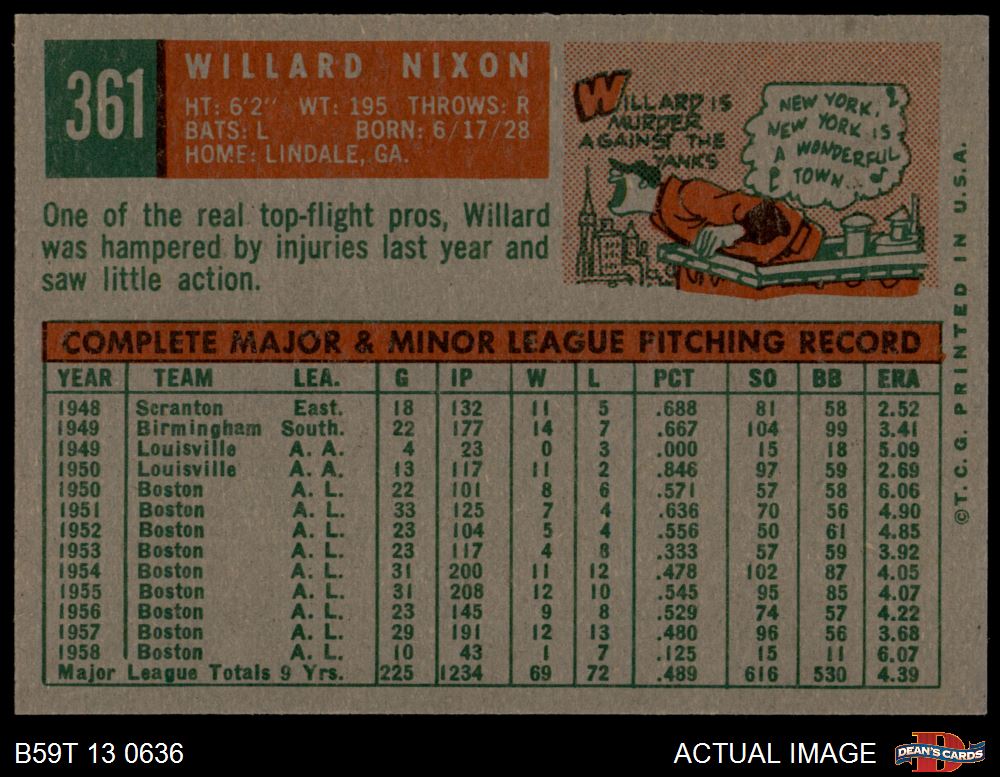 361
WILLARD NIXON
HT: 6'2" WT: 195 THROWS: R
BATS: L BORN: 6/17/28
HOME: LINDALE, GA.
WILLARD IS
MURDER
AGAINST THE
YANKS
NEW YORK,
NEW YORK IS
A WONDERFUL
TOWN...
One of the real top-flight pros, Willard
was hampered by injuries last year and
saw little action.
COMPLETE MAJOR & MINOR LEAGUE PITCHING RECORD
YEAR TEAM LEA. G IP W L PCT SO BB ERA
1948 Scranton East. 18 132 11 5 .688 81 58 2.52
1949 Birmingham South. 22 177 14 7 .667 104 99 3.41
1949 Louisville A. A. 4 23 0 3 .000 15 18 5.09
1950 Louisville A. A. 13 117 11 2 .846 97 59 2.69
1950 Boston A. L. 22 101 8 6 .571 57 58 6.06
1951 Boston A. L. 33 125 7 4 .636 70 56 4.90
1952 Boston A. L. 23 104 5 4 .556 50 61 4.85
1953 Boston A. L. 23 117 4 8 .333 57 59 3.92
1954 Boston A. L. 31 200 11 12 .478 102 87 4.05
1955 Boston A. L. 31 208 12 10 .545 95 85 4.07
1956 Boston A. L. 23 145 9 8 .529 74 57 4.22
1957 Boston A. L. 29 191 12 13 .480 96 56 3.68
1958 Boston A. L. 10 43 1 7 .125 15 11 6.07
Major League Totals 9 Yrs. 225 1234 69 72 .489 616 530 4.39
©T. C. G. PRINTED IN U.S.A.
B59T 13 0636
ACTUAL IMAGE
DEAN'S CARDS